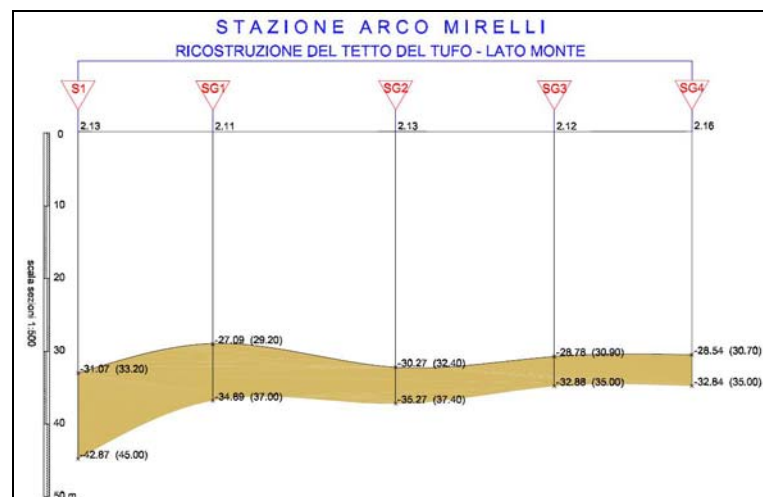 STAZIONE ARCO MIRELLI
RICOSTRUZIONE DEL TETTO DEL TUFO - LATO MONTE
S1 SG1 SG2 SG3 SG4
0 2.13 2.11 2.13 2.12 2.16
10
20
scala sezioni 1:500
30
-31.07 (33.20) -27.09 (29.20) -30.27 (32.40) -28.78 (30.90) -28.54 (30.70)
-42.87 (45.00) -34.89 (37.00) -35.27 (37.40) -32.88 (35.00) -32.84 (35.00)
40
50 m